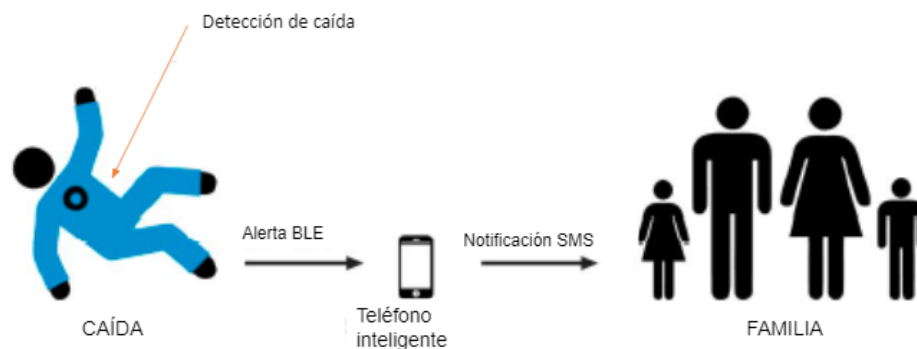 Detección de caída
Alerta BLE
Notificación SMS
Teléfono
inteligente
CAÍDA
FAMILIA